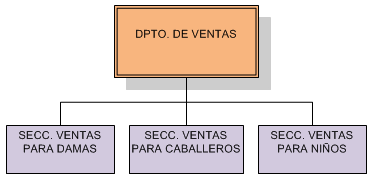 DPTO. DE VENTAS
SECC. VENTAS
PARA DAMAS
SECC. VENTAS
PARA CABALLEROS
SECC. VENTAS
PARA NIÑOS